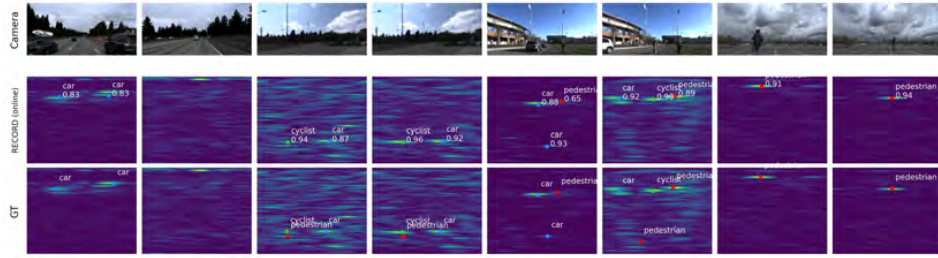 Camera
RECORD (online)
car
0.83
car
0.83
cyclist
0.94
car
0.87
cyclist
0.96
car
0.92
car
0.88
pedestrian
0.65
0.93
car
0.92
cyclist
0.90
pedestrian
0.89
0.91
pedestrian
0.94
GT
car
car
cyclist
pedestrian
car
cyclist
pedestrian
car
car
pedestrian
car
car
cyclist
pedestrian
pedestrian
pedestrian